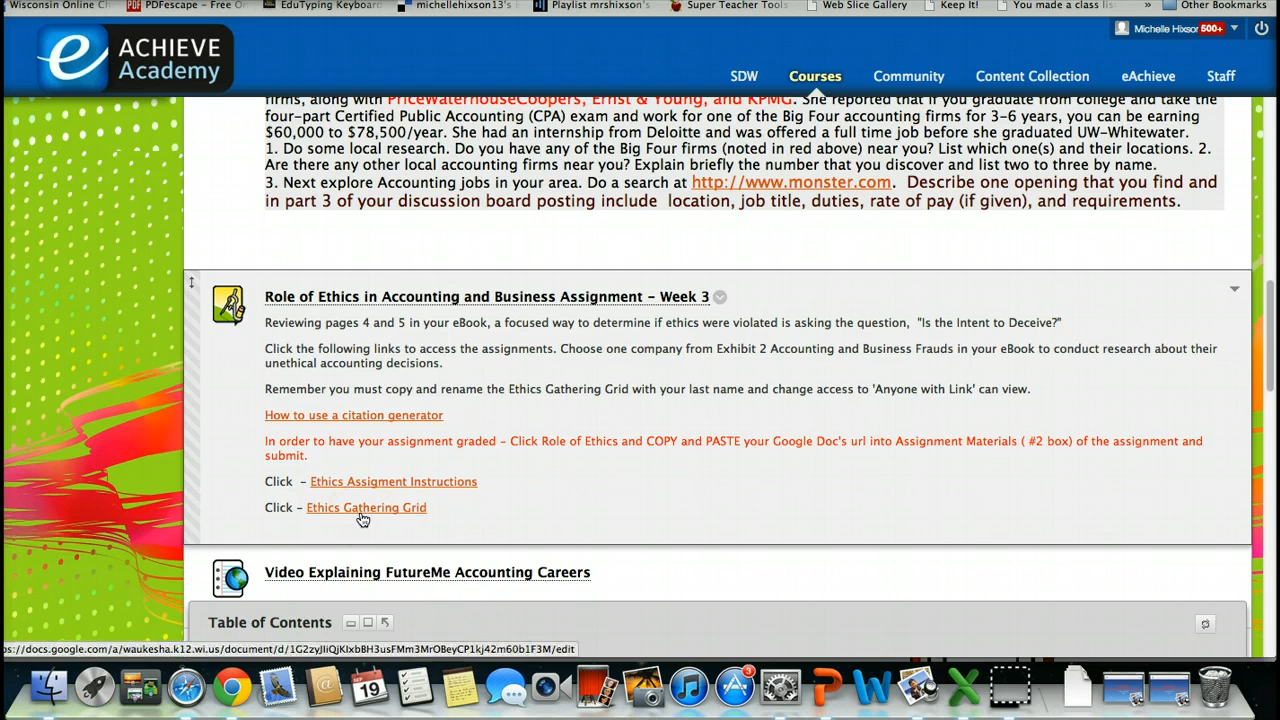 Wisconsin Online Ch PDFescape - Free O EduTyping Keyboard michellehixson13's Playlist mrshixson's Super Teacher Tools Web Slice Gallery Keep It! You made a class list » Other Bookmarks
e ACHIEVE Academy
Michelle Hixson 500+
SDW Courses Community Content Collection eAchieve Staff
firms, along with PriceWaterhouseCoopers, Ernst & Young, and KPMG. She reported that if you graduate from college and take the
four-part Certified Public Accounting (CPA) exam and work for one of the Big Four accounting firms for 3-6 years, you can be earning
$60,000 to $78,500/year. She had an internship from Deloitte and was offered a full time job before she graduated UW-Whitewater.
1. Do some local research. Do you have any of the Big Four firms (noted in red above) near you? List which one(s) and their locations. 2.
Are there any other local accounting firms near you? Explain briefly the number that you discover and list two to three by name.
3. Next explore Accounting jobs in your area. Do a search at http://www.monster.com. Describe one opening that you find and
in part 3 of your discussion board posting include location, job title, duties, rate of pay (if given), and requirements.
Role of Ethics in Accounting and Business Assignment - Week 3
Reviewing pages 4 and 5 in your eBook, a focused way to determine if ethics were violated is asking the question, "Is the Intent to Deceive?"
Click the following links to access the assignments. Choose one company from Exhibit 2 Accounting and Business Frauds in your eBook to conduct research about their
unethical accounting decisions.
Remember you must copy and rename the Ethics Gathering Grid with your last name and change access to 'Anyone with Link' can view.
How to use a citation generator
In order to have your assignment graded - Click Role of Ethics and COPY and PASTE your Google Doc's url into Assignment Materials ( #2 box) of the assignment and
submit.
Click - Ethics Assigment Instructions
Click - Ethics Gathering Grid
Video Explaining FutureMe Accounting Careers
Table of Contents
SEP
19
3